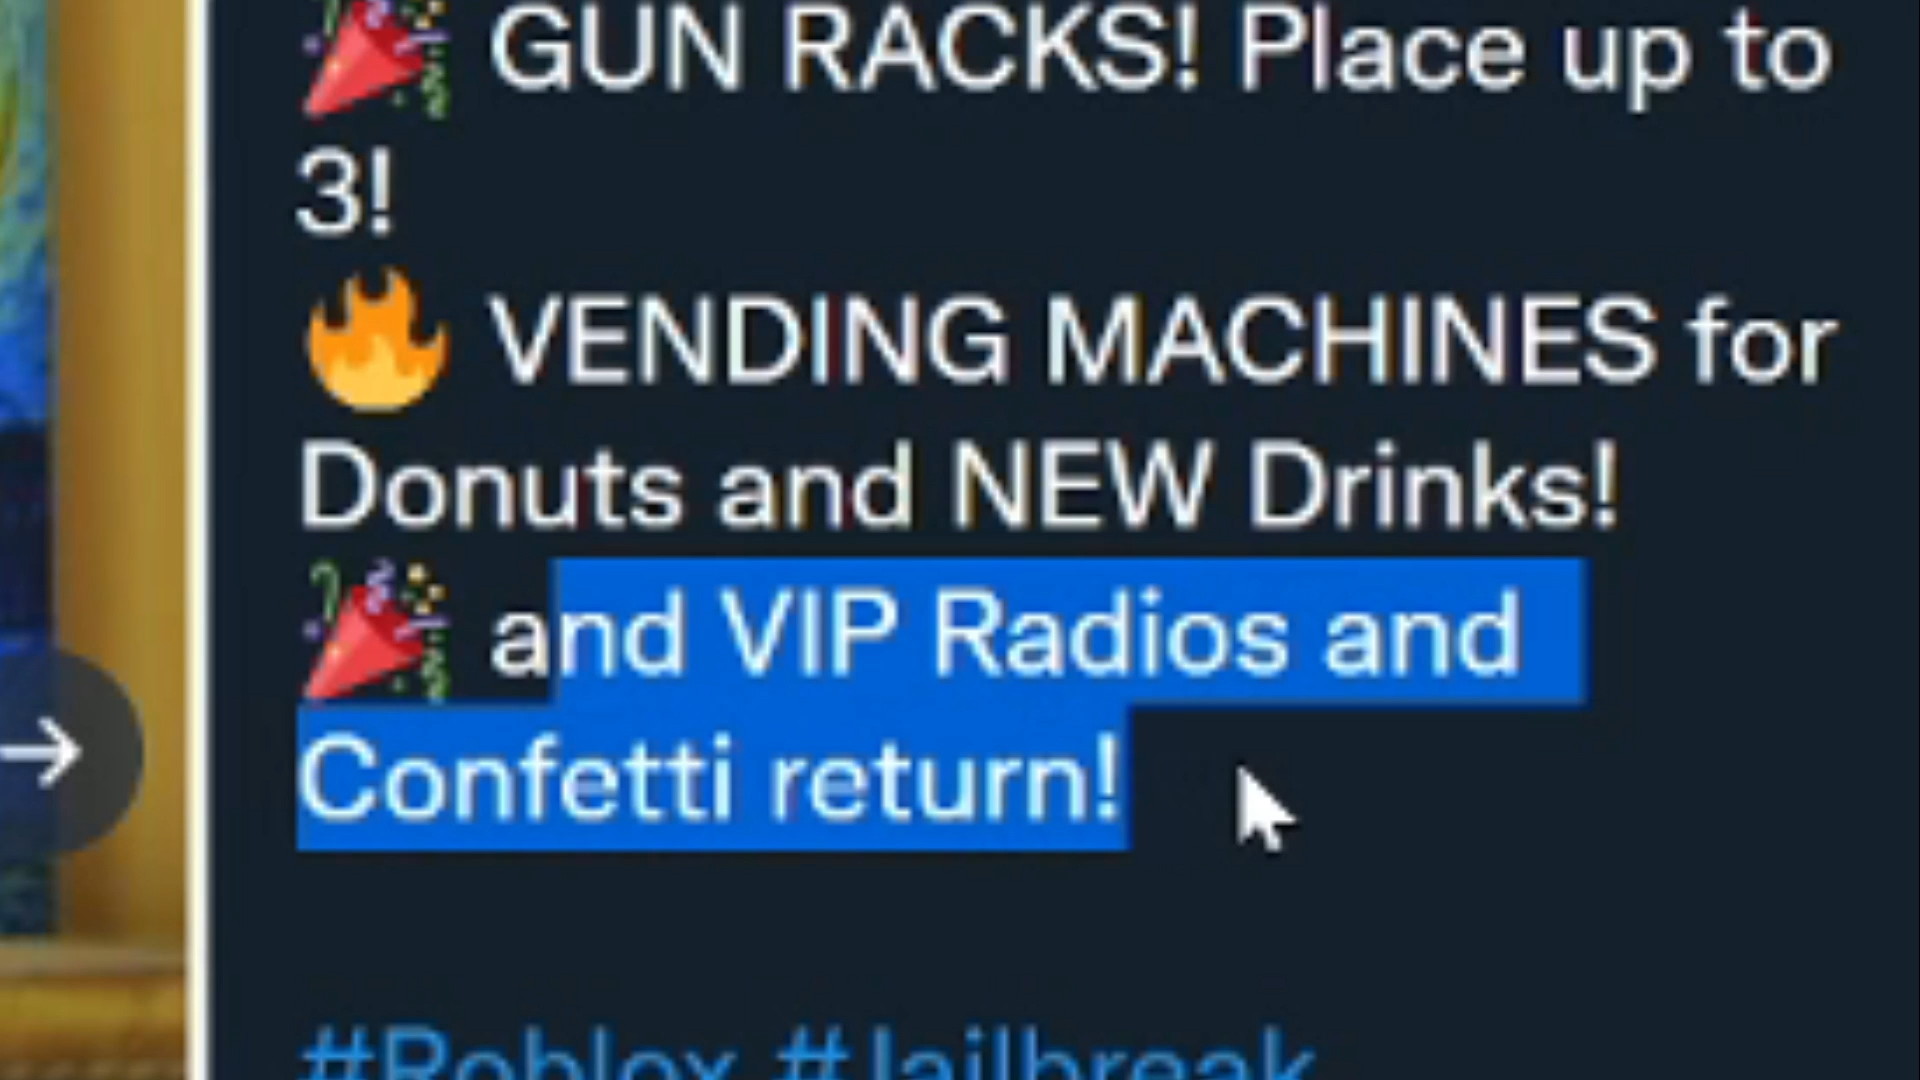 🎉 GUN RACKS! Place up to
3!
🔥 VENDING MACHINES for
Donuts and NEW Drinks!
🎉 and VIP Radios and
Confetti return!
#Roblox #Jailbreak